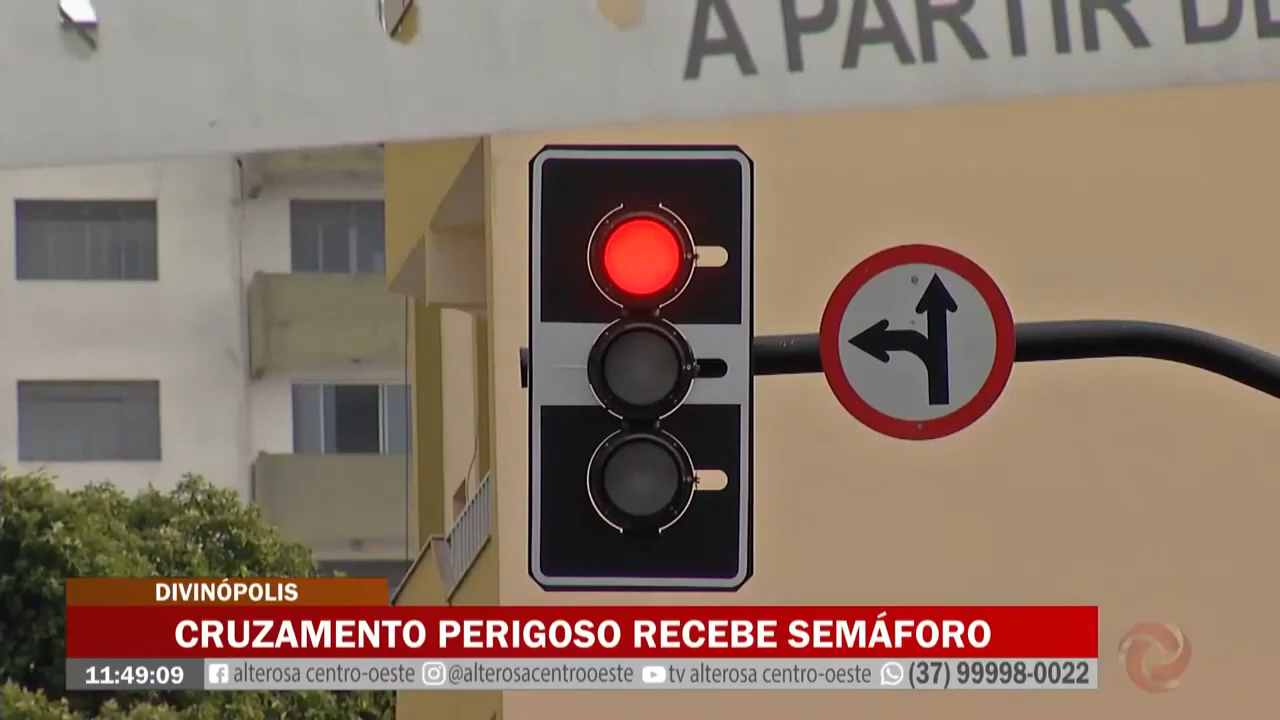 A PARTIR DE
DIVINÓPOLIS
CRUZAMENTO PERIGOSO RECEBE SEMÁFORO
11:49:09 alterosa centro-oeste @alterosacentrooeste tv alterosa centro-oeste (37) 99998-0022